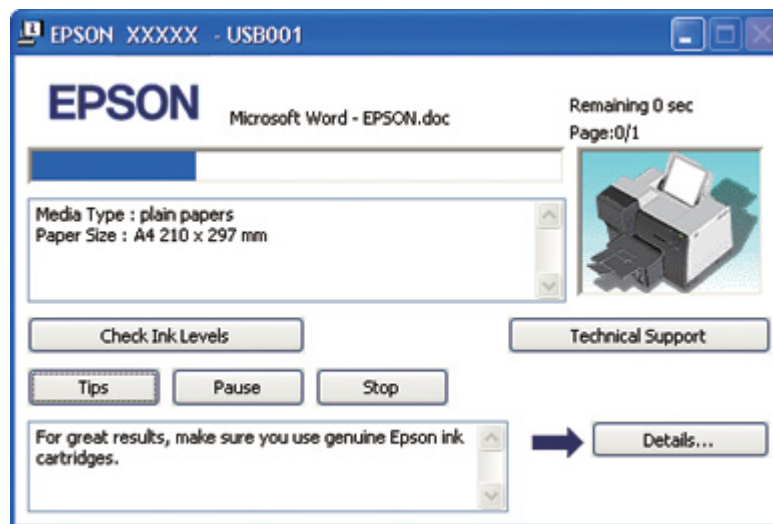 EPSON XXXXX - USB001
EPSON
Microsoft Word - EPSON.doc
Remaining 0 sec
Page:0/1
Media Type : plain papers
Paper Size : A4 210 x 297 mm
Check Ink Levels
Technical Support
Tips
Pause
Stop
For great results, make sure you use genuine Epson ink
cartridges.
Details...